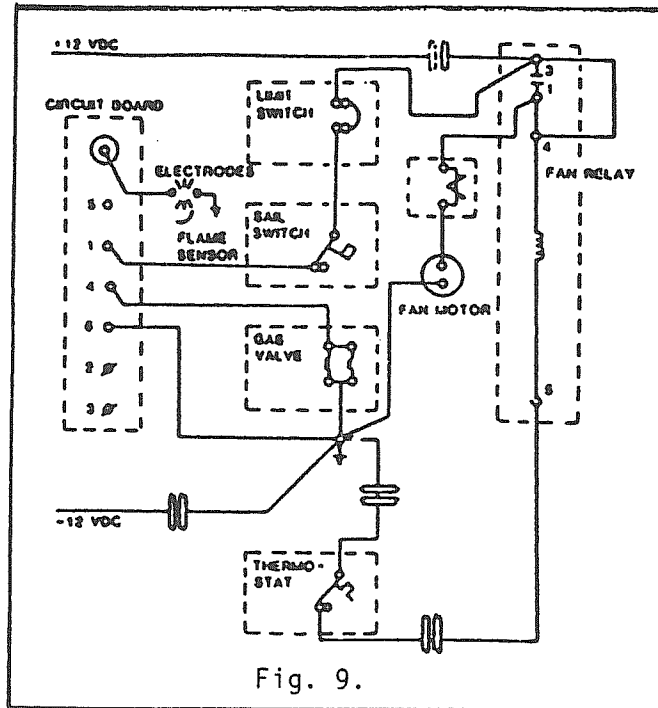 +12 VDC
CIRCUIT BOARD
LIMIT
SWITCH
3
1
4
FAN RELAY
ELECTRODES
5
FLAME
SENSOR
SAIL
SWITCH
1
4
FAN MOTOR
6
GAS
VALVE
2
3
5
-12 VDC
THERMO-
STAT
Fig. 9.